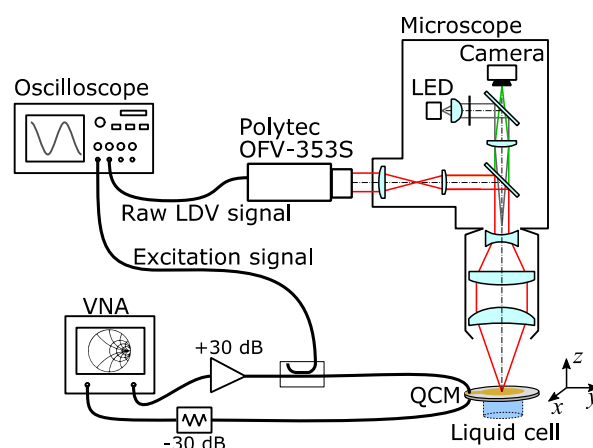 Microscope
Camera
LED
Oscilloscope
Polytec
OFV-353S
Raw LDV signal
Excitation signal
VNA
+30 dB
-30 dB
QCM
Liquid cell
z
y
x